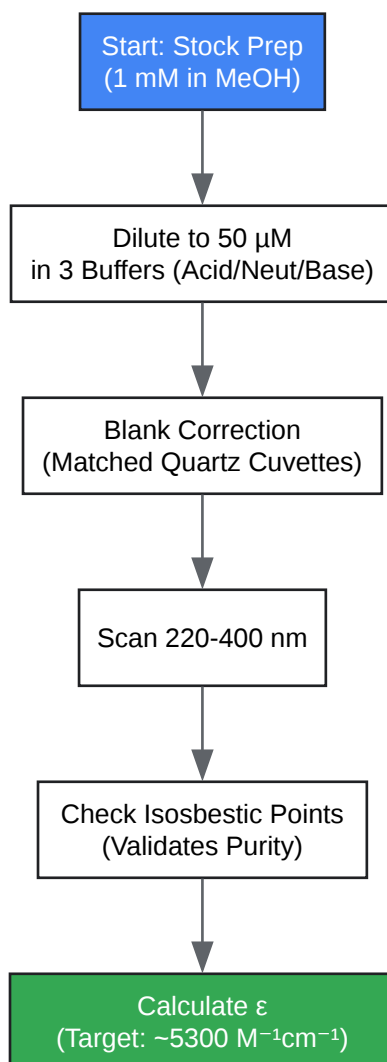 Start: Stock Prep
(1 mM in MeOH)
Dilute to 50 µM
in 3 Buffers (Acid/Neut/Base)
Blank Correction
(Matched Quartz Cuvettes)
Scan 220-400 nm
Check Isosbestic Points
(Validates Purity)
Calculate ε
(Target: ~5300 M⁻¹cm⁻¹)